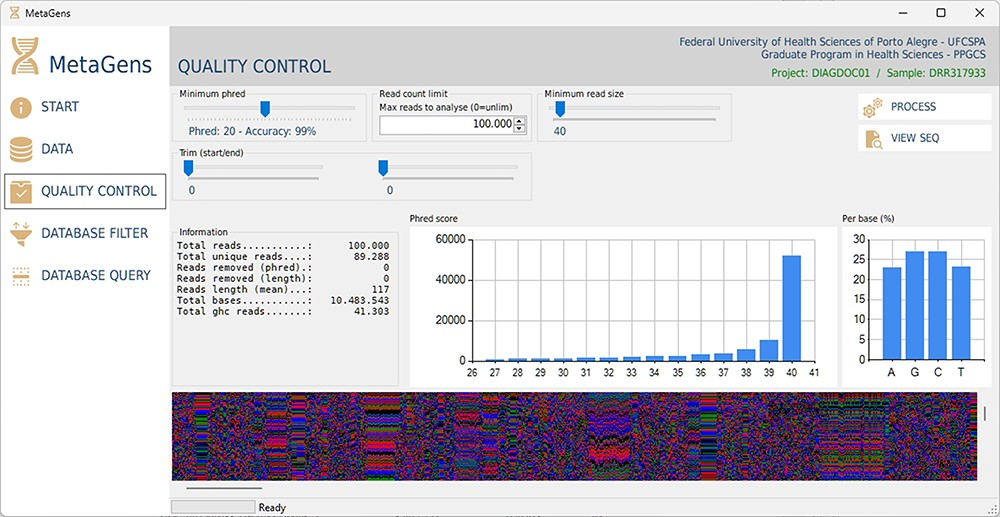 MetaGens
MetaGens
START
DATA
QUALITY CONTROL
DATABASE FILTER
DATABASE QUERY
QUALITY CONTROL
Federal University of Health Sciences of Porto Alegre - UFCSPA
Graduate Program in Health Sciences - PPGCS
Project: DIAGDOC01 / Sample: DRR317933
Minimum phred
Phred: 20 - Accuracy: 99%
Read count limit
Max reads to analyse (0=unlim)
100.000
Minimum read size
40
PROCESS
VIEW SEQ
Trim (start/end)
0 0
Information
Total reads...........: 100.000
Total unique reads....: 89.288
Reads removed (phred).: 0
Reads removed (length): 0
Reads length (mean)...: 117
Total bases...........: 10.483.543
Total ghc reads.......: 41.303
Phred score
60000
40000
20000
0
26 27 28 29 30 31 32 33 34 35 36 37 38 39 40 41
Per base (%)
30
25
20
15
10
5
0
A G C T
Ready